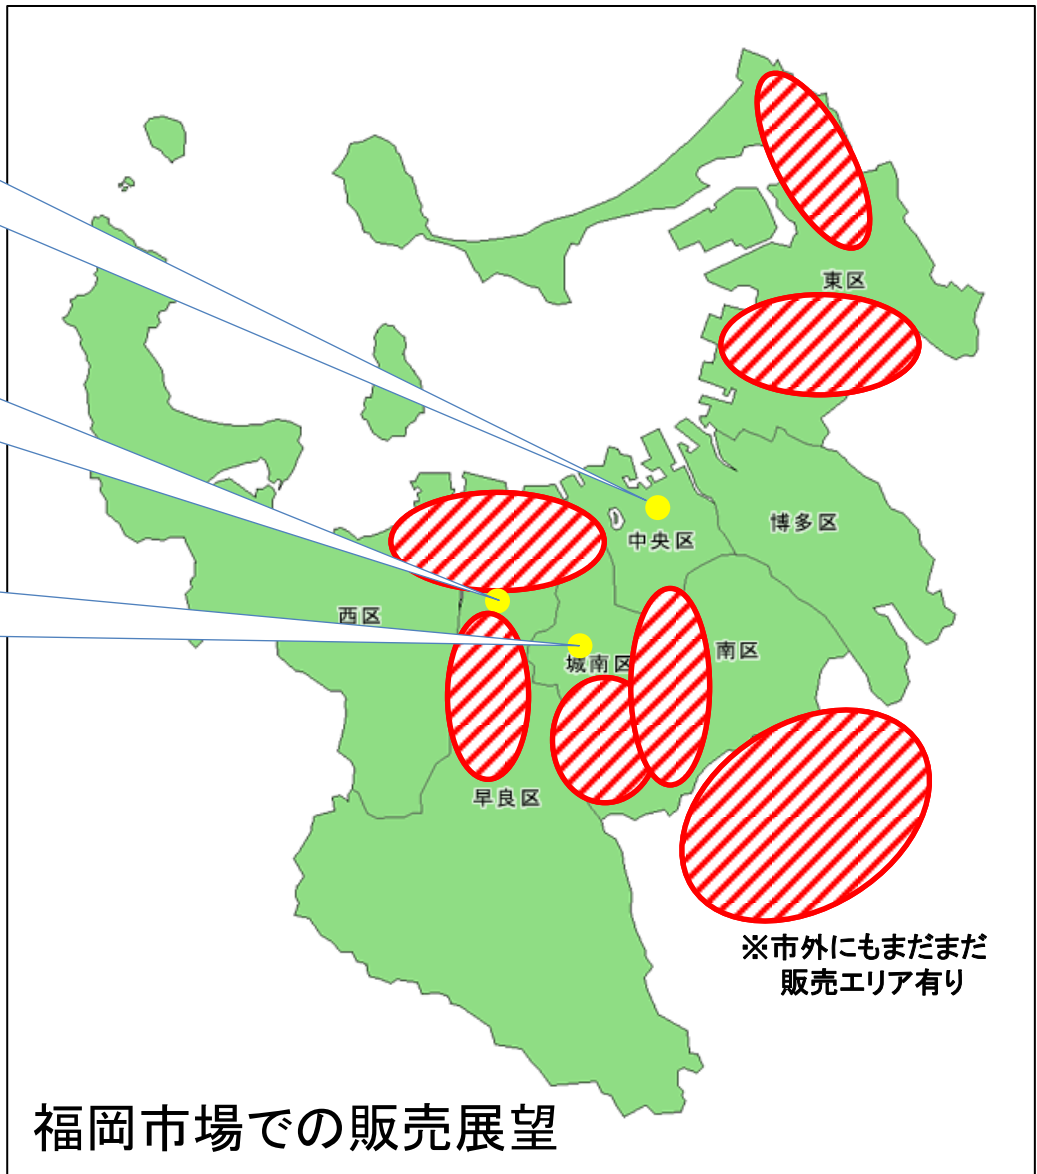 東区
博多区
中央区
西区
南区
城南区
早良区
※市外にもまだまだ
販売エリア有り
福岡市場での販売展望